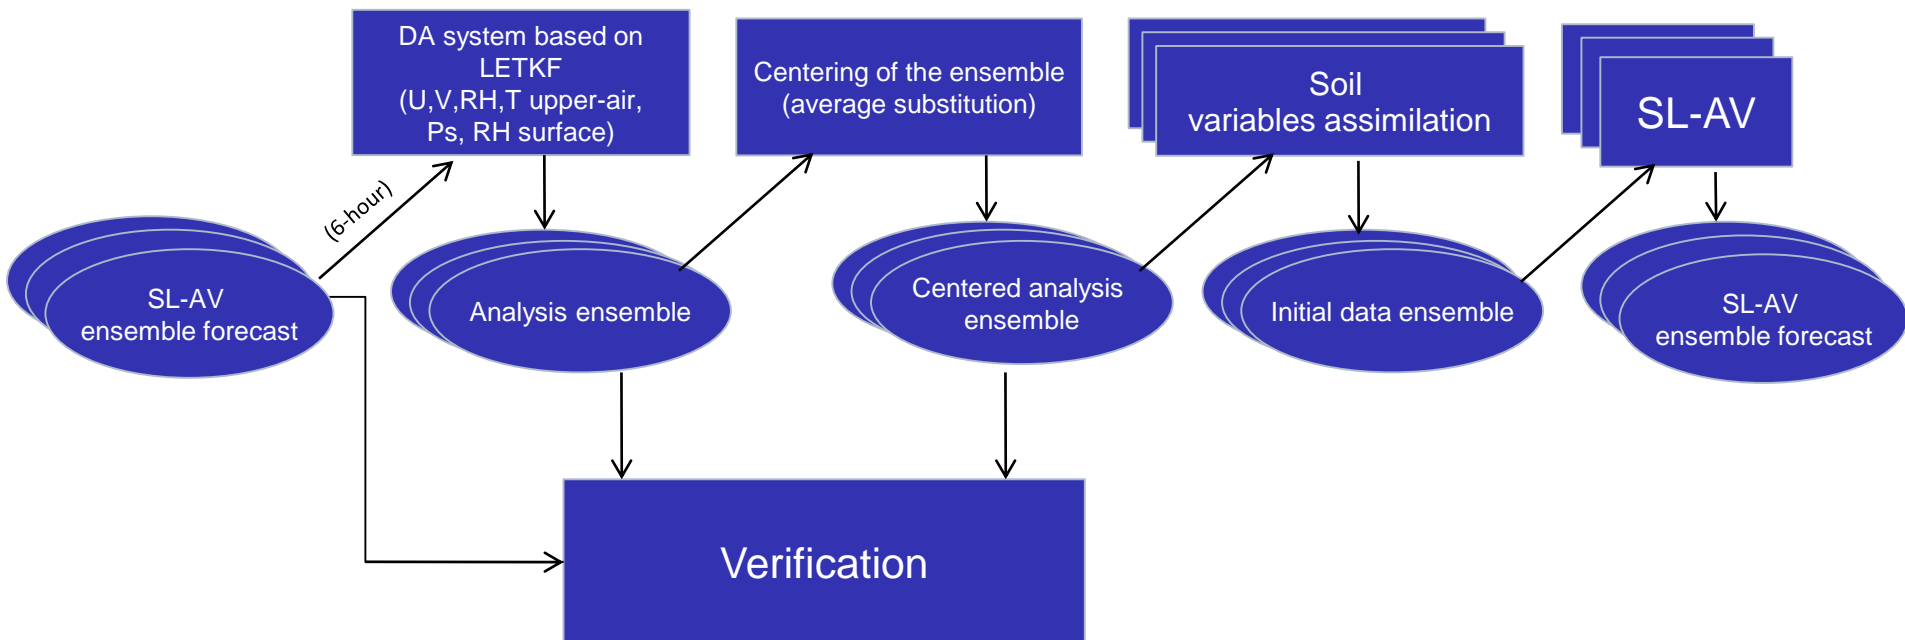 DA system based on
LETKF
(U,V,RH,T upper-air,
Ps, RH surface)
Centering of the ensemble
(average substitution)
Soil
variables assimilation
SL-AV
(6-hour)
SL-AV
ensemble forecast
Analysis ensemble
Centered analysis
ensemble
Initial data ensemble
SL-AV
ensemble forecast
Verification